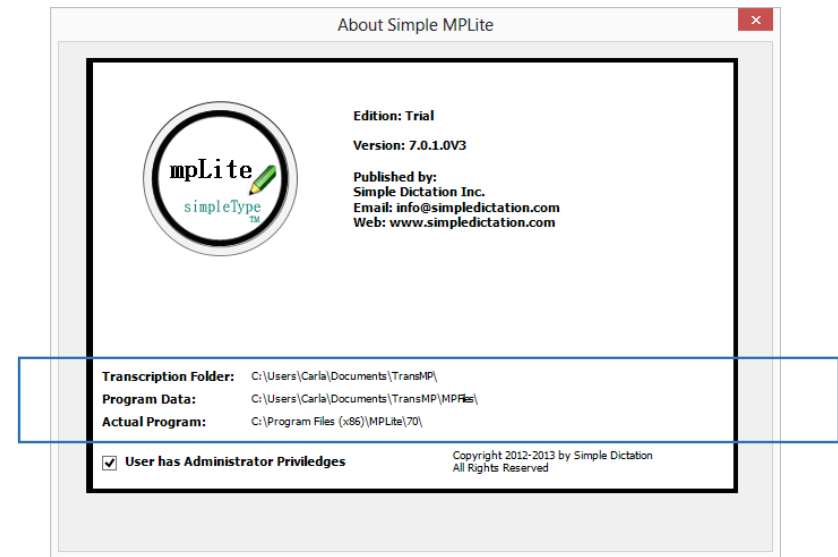 About Simple MPLite
×
mpLite
simpleType
TM
Edition: Trial
Version: 7.0.1.0V3
Published by:
Simple Dictation Inc.
Email: info@simpledictation.com
Web: www.simpledictation.com
Transcription Folder: C:\Users\Carla\Documents\TransMP\
Program Data: C:\Users\Carla\Documents\TransMP\MPFiles\
Actual Program: C:\Program Files (x86)\MPLite\70\
User has Administrator Priviledges
Copyright 2012-2013 by Simple Dictation
All Rights Reserved